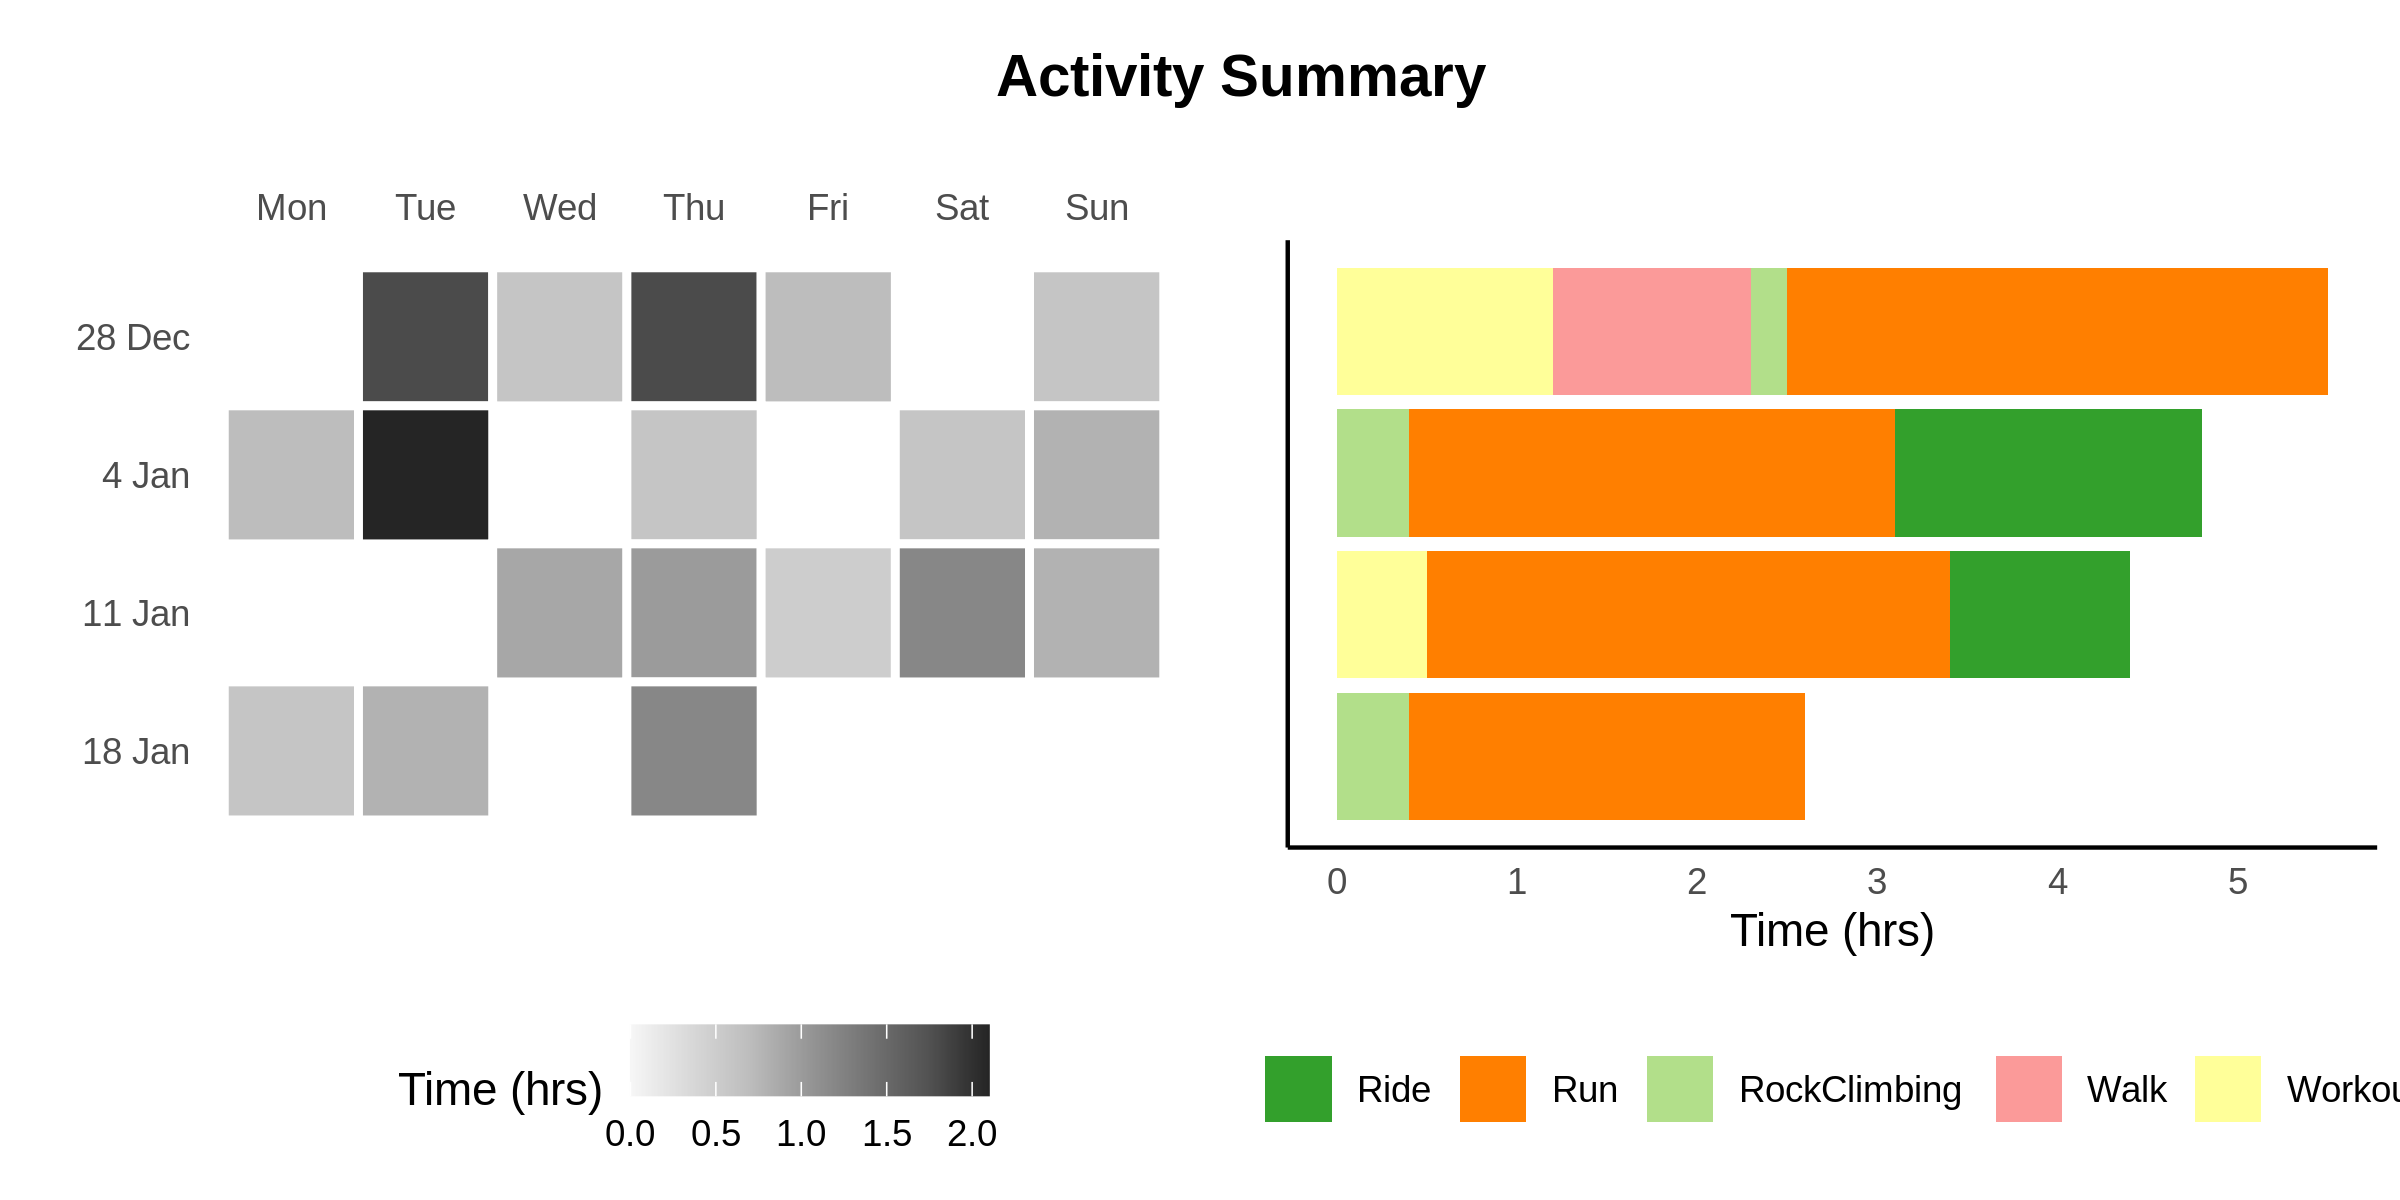 Activity Summary
Mon Tue Wed Thu Fri Sat Sun
28 Dec
4 Jan
11 Jan
18 Jan
0 1 2 3 4 5
Time (hrs)
Time (hrs)
0.0 0.5 1.0 1.5 2.0
Ride Run RockClimbing Walk Workou